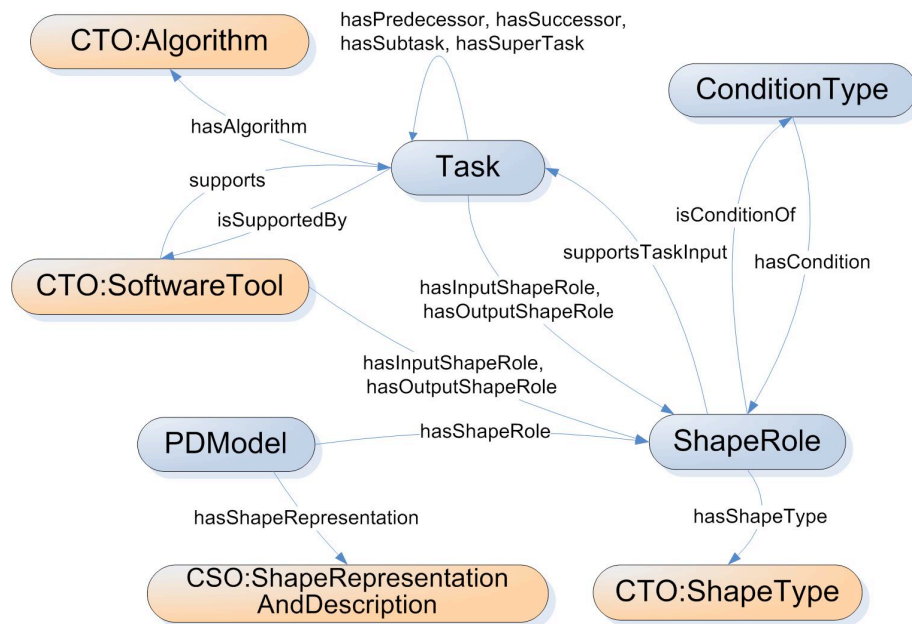 hasPredecessor, hasSuccessor,
hasSubtask, hasSuperTask
CTO:Algorithm
ConditionType
hasAlgorithm
Task
supports
isSupportedBy
isConditionOf
supportsTaskInput
hasCondition
CTO:SoftwareTool
hasInputShapeRole,
hasOutputShapeRole
hasInputShapeRole,
hasOutputShapeRole
PDModel
hasShapeRole
ShapeRole
hasShapeRepresentation
hasShapeType
CSO:ShapeRepresentation
AndDescription
CTO:ShapeType